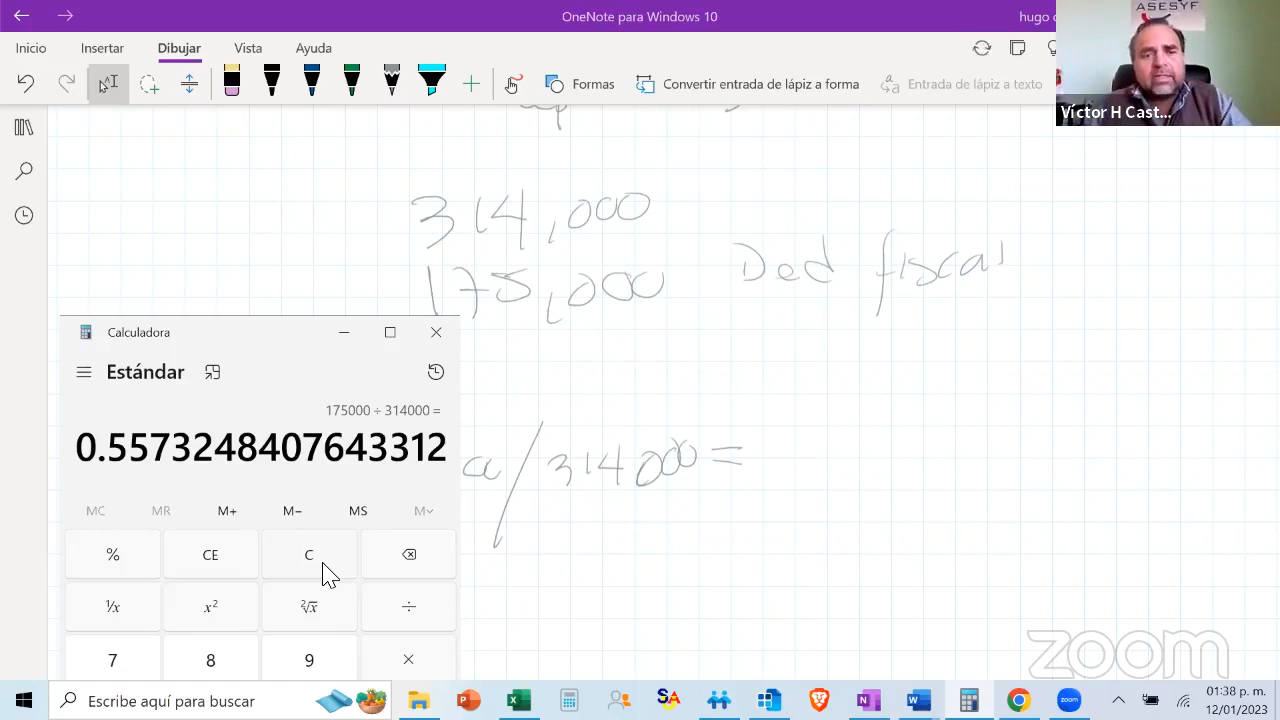 OneNote para Windows 10
hugo
ASESYF
Inicio
Insertar
Dibujar
Vista
Ayuda
Formas
Convertir entrada de lápiz a forma
Entrada de lápiz a texto
Víctor H Cast...
314,000
175,000
Ded fiscal
/314000=
Calculadora
Estándar
175000 ÷ 314000 =
0.5573248407643312
MC MR M+ M− MS M˅
% CE C
¹/x x² ²√x ÷
7 8 9 ×
zoom
Escribe aquí para buscar
zoom
01:38 p. m.
12/01/2023